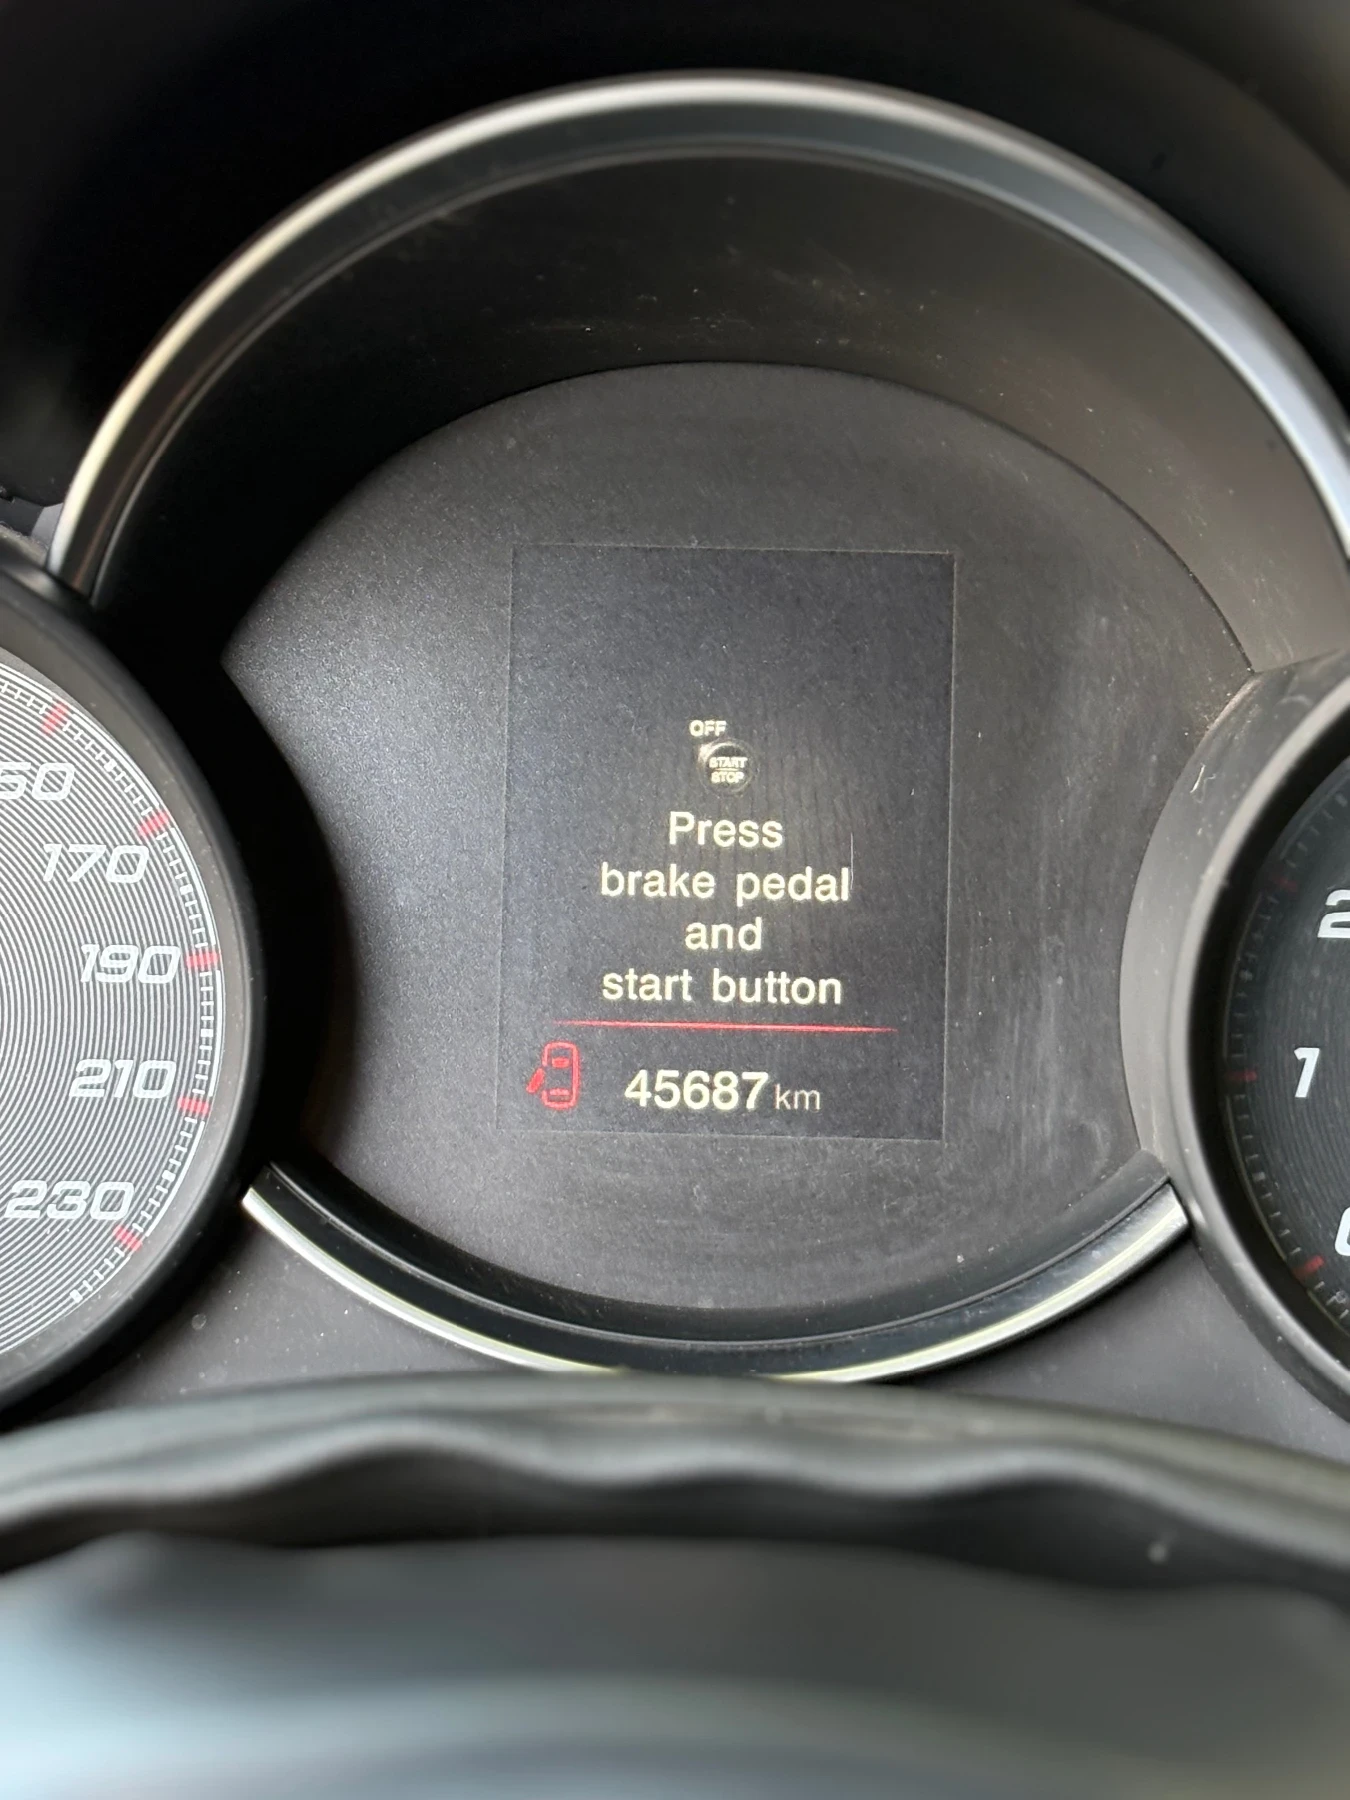 OFF
START
STOP
Press
brake pedal
and
start button
45687 km
170
190
210
230
1